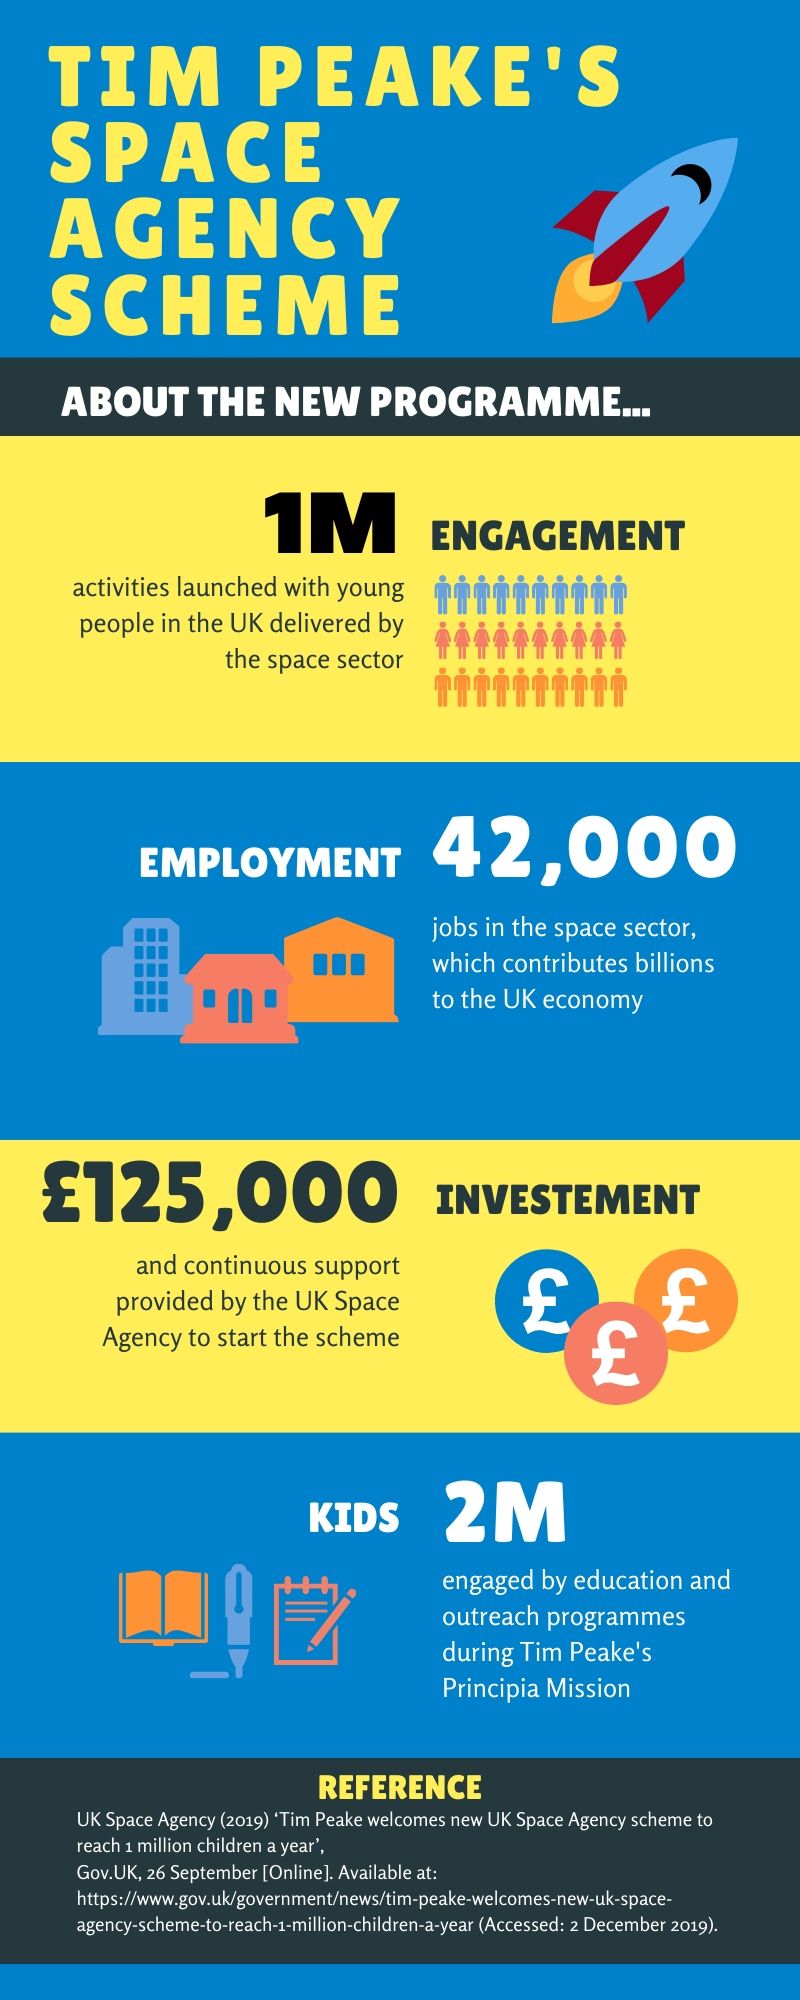 TIM PEAKE'S
SPACE
AGENCY
SCHEME
ABOUT THE NEW PROGRAMME...
1M
activities launched with young
people in the UK delivered by
the space sector
ENGAGEMENT
EMPLOYMENT
42,000
jobs in the space sector,
which contributes billions
to the UK economy
£125,000
and continuous support
provided by the UK Space
Agency to start the scheme
INVESTEMENT
£ £
£
KIDS
2M
engaged by education and
outreach programmes
during Tim Peake's
Principia Mission
REFERENCE
UK Space Agency (2019) ‘Tim Peake welcomes new UK Space Agency scheme to
reach 1 million children a year’,
Gov.UK, 26 September [Online]. Available at:
https://www.gov.uk/government/news/tim-peake-welcomes-new-uk-space-
agency-scheme-to-reach-1-million-children-a-year (Accessed: 2 December 2019).